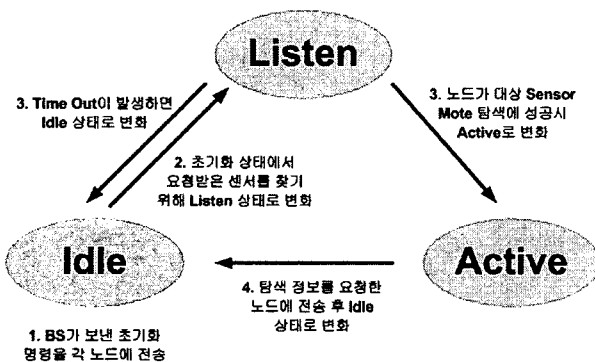 Listen
3. Time Out이 발생하면
Idle 상태로 변화
3. 노드가 대상 Sensor
Mote 탐색에 성공시
Active로 변화
2. 초기화 상태에서
요청받은 센서를 찾기
위해 Listen 상태로 변화
Idle
Active
4. 탐색 정보를 요청한
노드에 전송 후 Idle
상태로 변화
1. BS가 보낸 초기화
명령을 각 노드에 전송